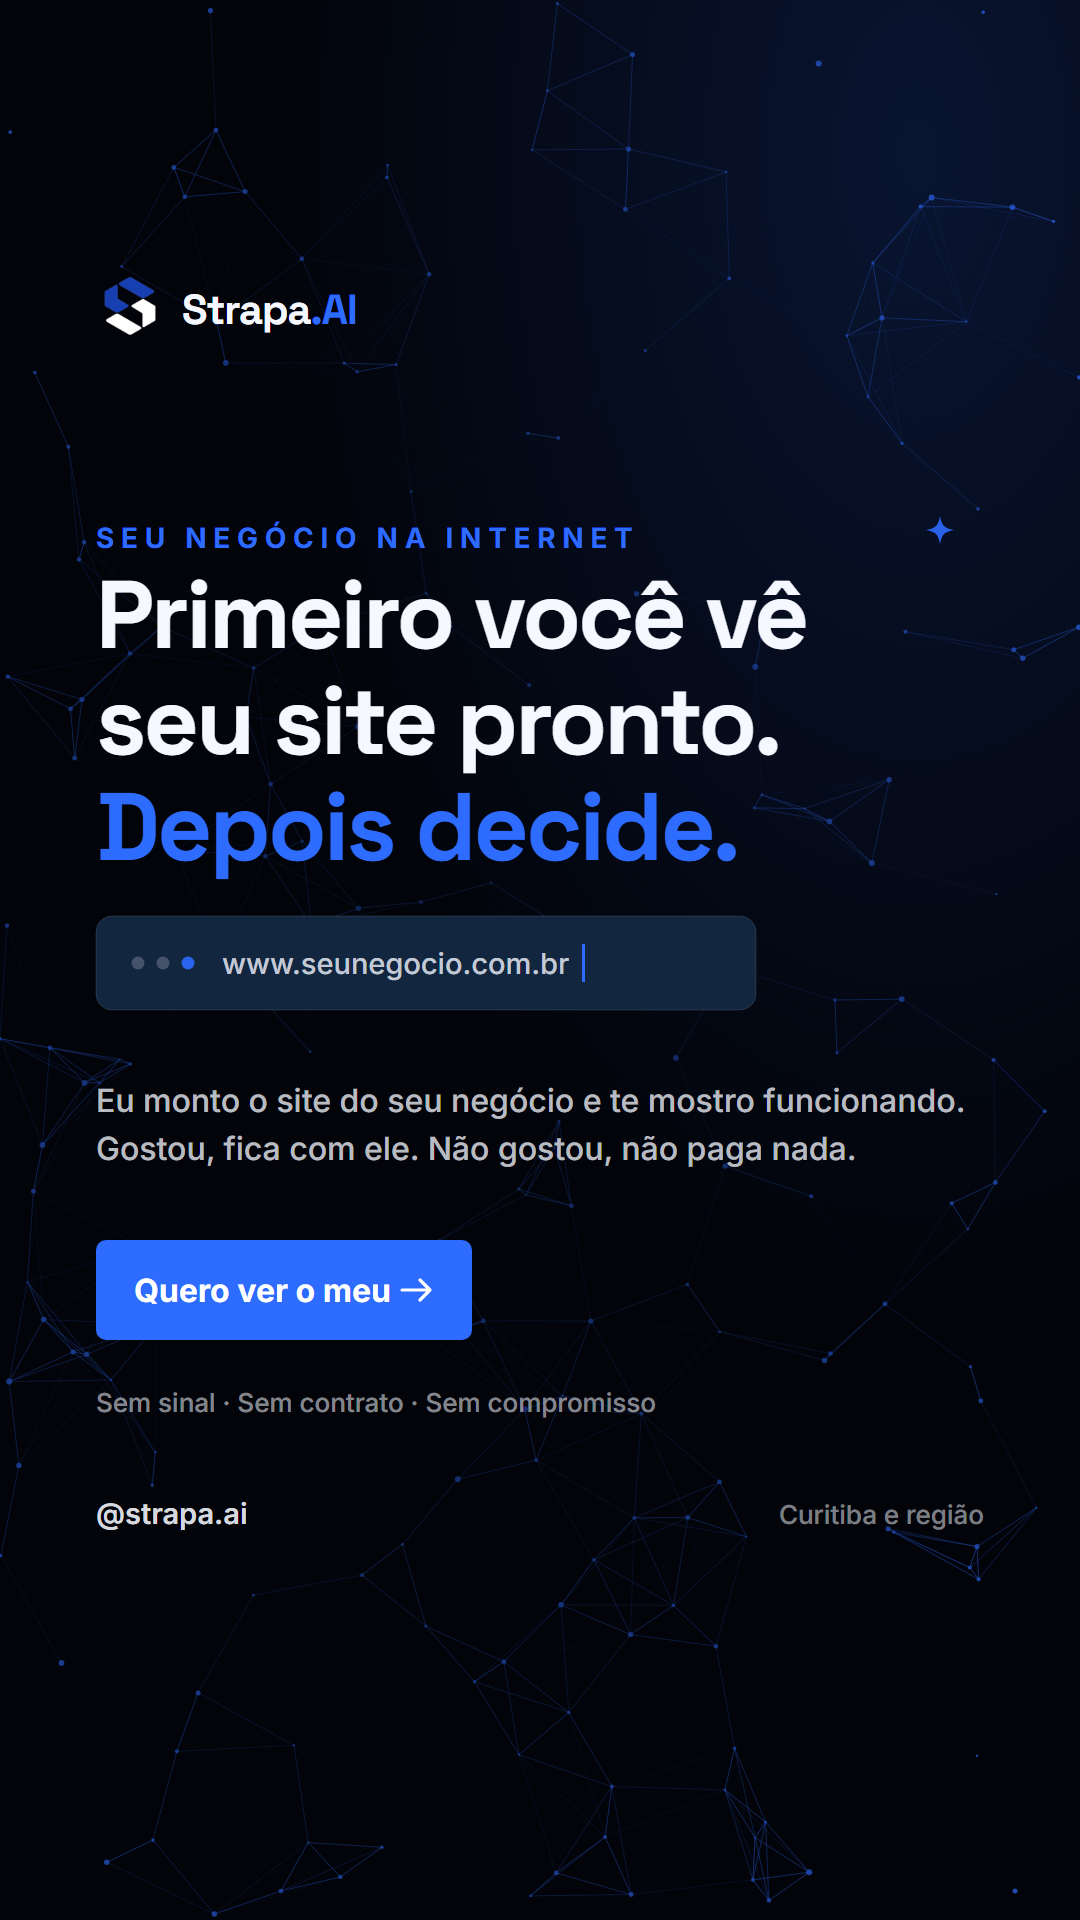 Strapa.AI
SEU NEGÓCIO NA INTERNET
Primeiro você vê
seu site pronto.
Depois decide.
www.seunegocio.com.br
Eu monto o site do seu negócio e te mostro funcionando.
Gostou, fica com ele. Não gostou, não paga nada.
Quero ver o meu →
Sem sinal · Sem contrato · Sem compromisso
@strapa.ai
Curitiba e região